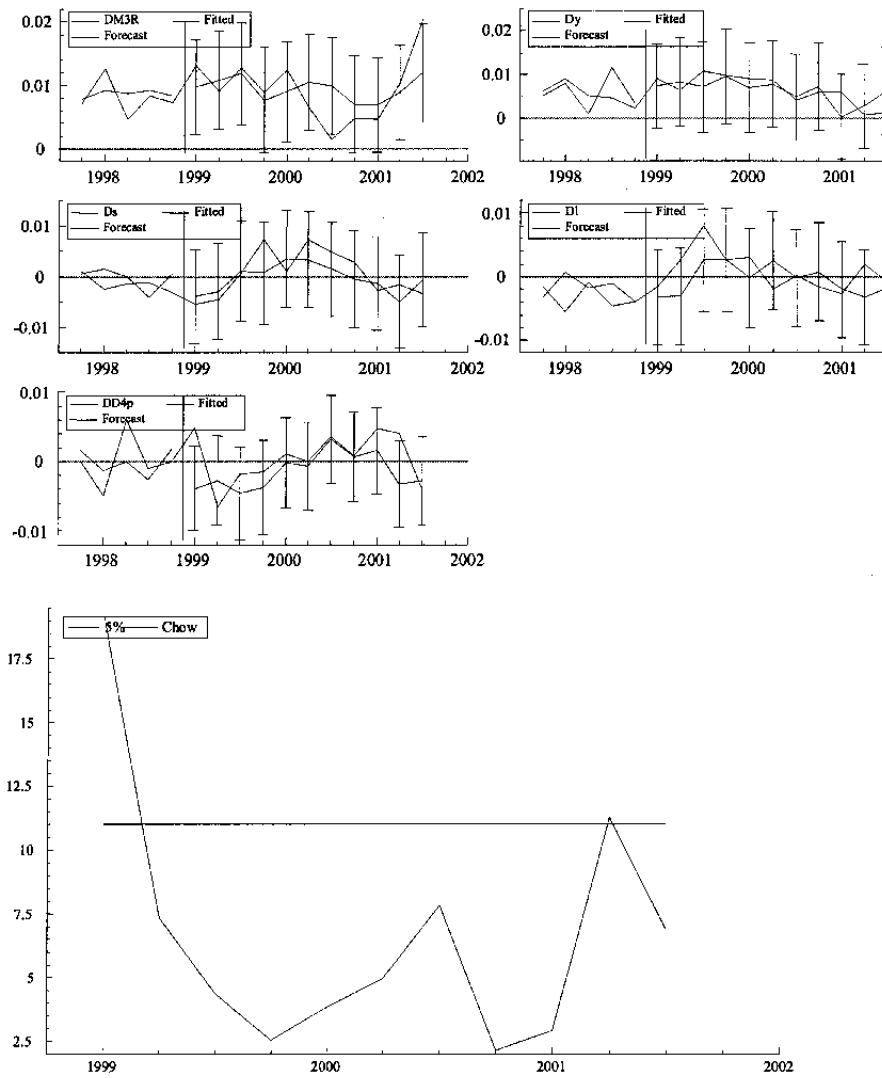 DM3R Fitted
Forecast
0.02
0.01
0
1998 1999 2000 2001 2002
Dy Fitted
Forecast
0.02
0.01
0
1998 1999 2000 2001
Ds Fitted
Forecast
0.01
0
-0.01
1998 1999 2000 2001 2002
Dl Fitted
Forecast
0.01
0
-0.01
1998 1999 2000 2001
DD4p Fitted
Forecast
0.01
0
-0.01
1998 1999 2000 2001 2002
5% Chow
17.5
15
12.5
10
7.5
5
2.5
1999 2000 2001 2002